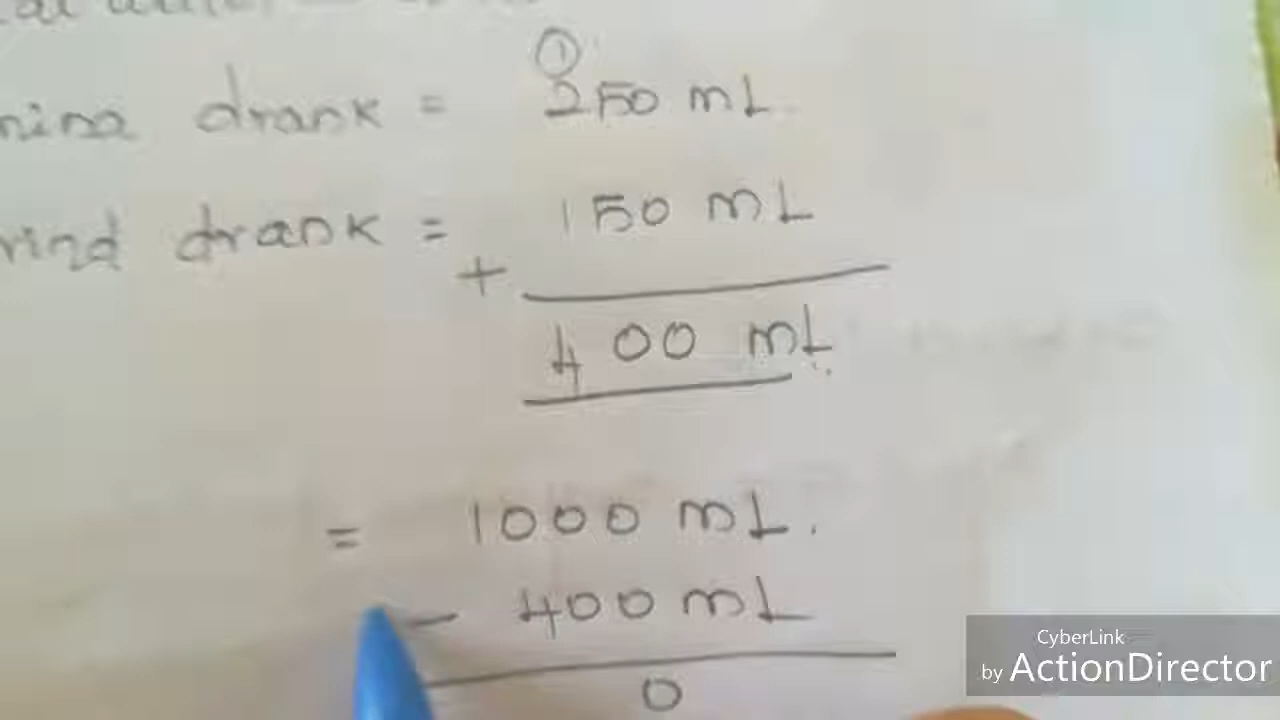 drank = 250 mL
①
drank = 150 mL
+
400 mL
= 1000 mL.
- 400 mL
0
CyberLink
by ActionDirector